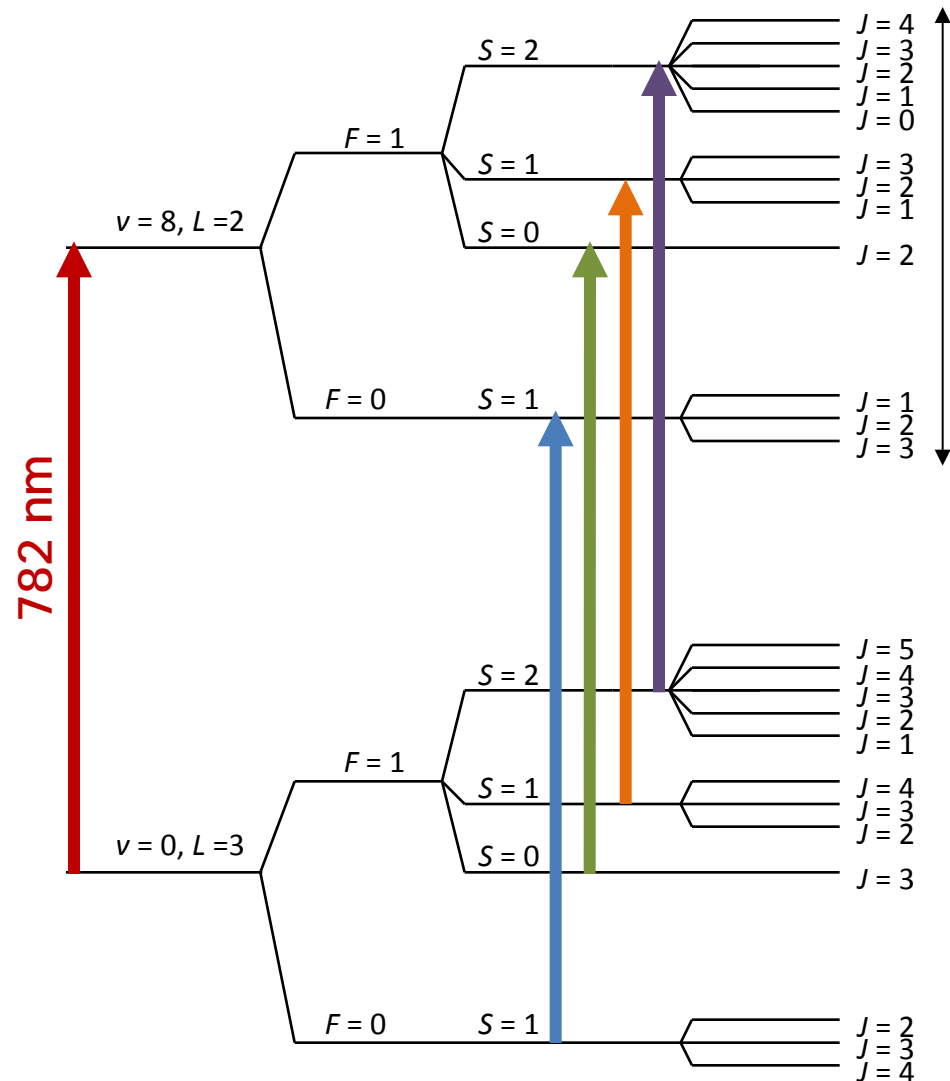 J = 4
S = 2
J = 3
J = 2
J = 1
J = 0
F = 1
S = 1
J = 3
J = 2
J = 1
v = 8, L =2
S = 0
J = 2
F = 0
S = 1
J = 1
J = 2
J = 3
782 nm
J = 5
S = 2
J = 4
J = 3
J = 2
J = 1
F = 1
S = 1
J = 4
J = 3
J = 2
v = 0, L =3
S = 0
J = 3
F = 0
S = 1
J = 2
J = 3
J = 4